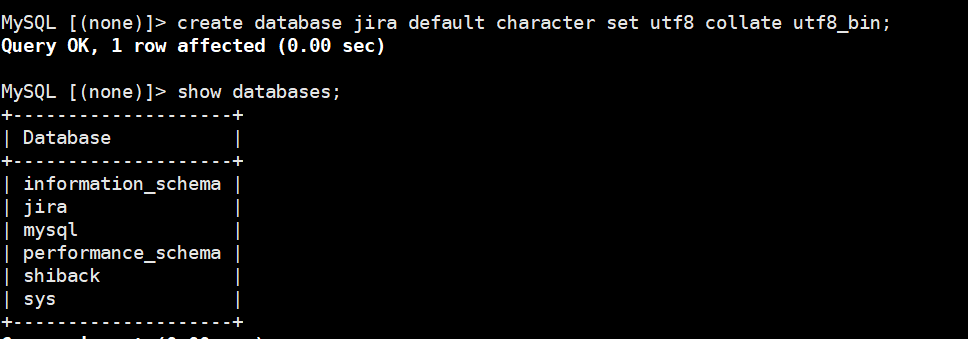 MySQL [(none)]> create database jira default character set utf8 collate utf8_bin;
Query OK, 1 row affected (0.00 sec)
MySQL [(none)]> show databases;
+--------------------+
| Database           |
+--------------------+
| information_schema |
| jira               |
| mysql              |
| performance_schema |
| shiback            |
| sys                |
+--------------------+